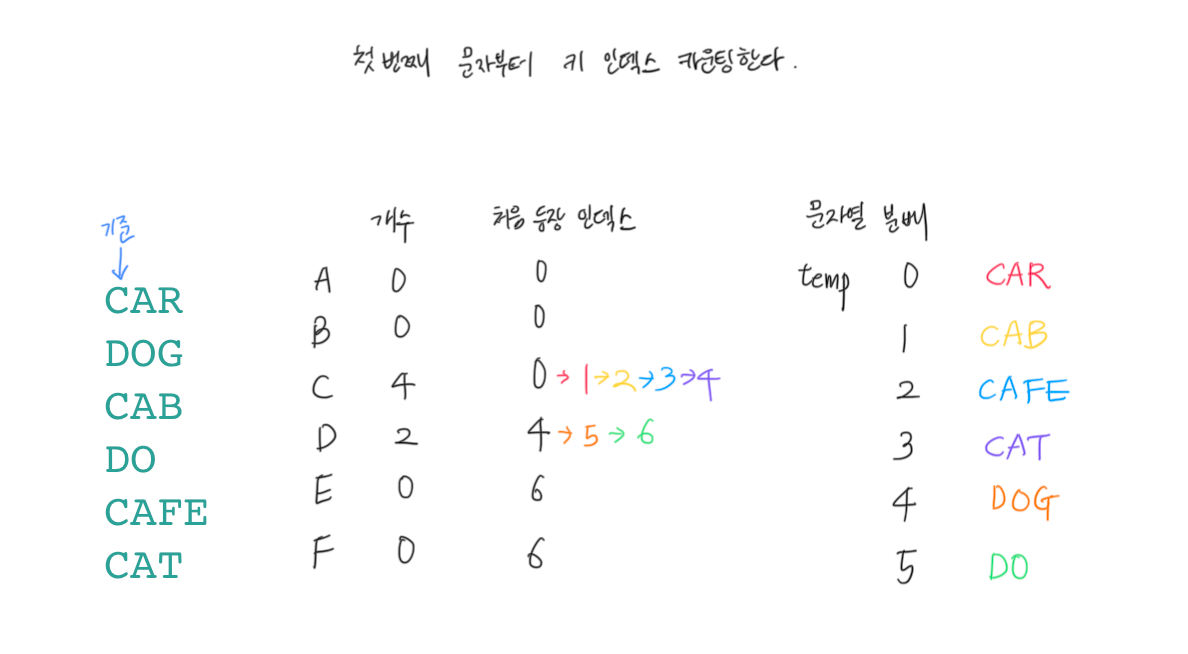 첫 번째 문자부터 키 인덱스 카운팅한다.
기준
↓
개수 처음 등장 인덱스 문자열 분배
CAR A 0 0 temp 0 CAR
DOG B 0 0 1 CAB
CAB C 4 0→1→2→3→4 2 CAFE
DO D 2 4→5→6 3 CAT
CAFE E 0 6 4 DOG
CAT F 0 6 5 DO